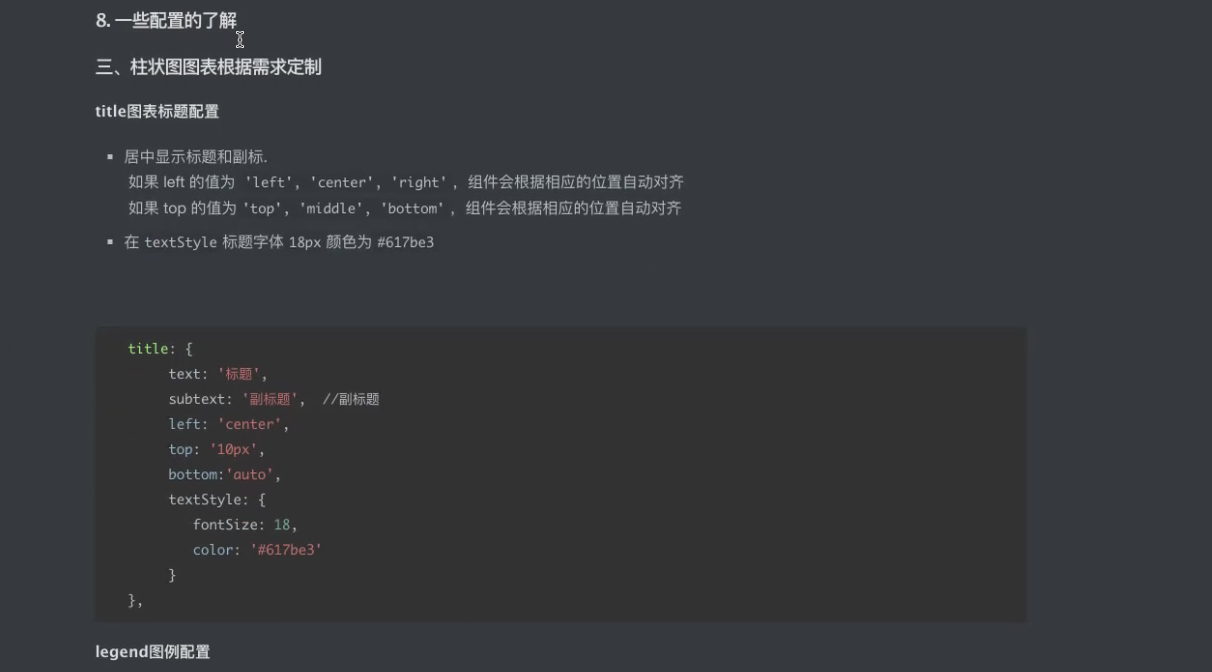 8. 一些配置的了解
三、柱状图图表根据需求定制
title图表标题配置
▪ 居中显示标题和副标.
如果 left 的值为 'left', 'center', 'right' ，组件会根据相应的位置自动对齐
如果 top 的值为 'top', 'middle', 'bottom' ，组件会根据相应的位置自动对齐
▪ 在 textStyle 标题字体 18px 颜色为 #617be3
title: {
text: '标题',
subtext: '副标题', //副标题
left: 'center',
top: '10px',
bottom:'auto',
textStyle: {
fontSize: 18,
color: '#617be3'
}
},
legend图例配置